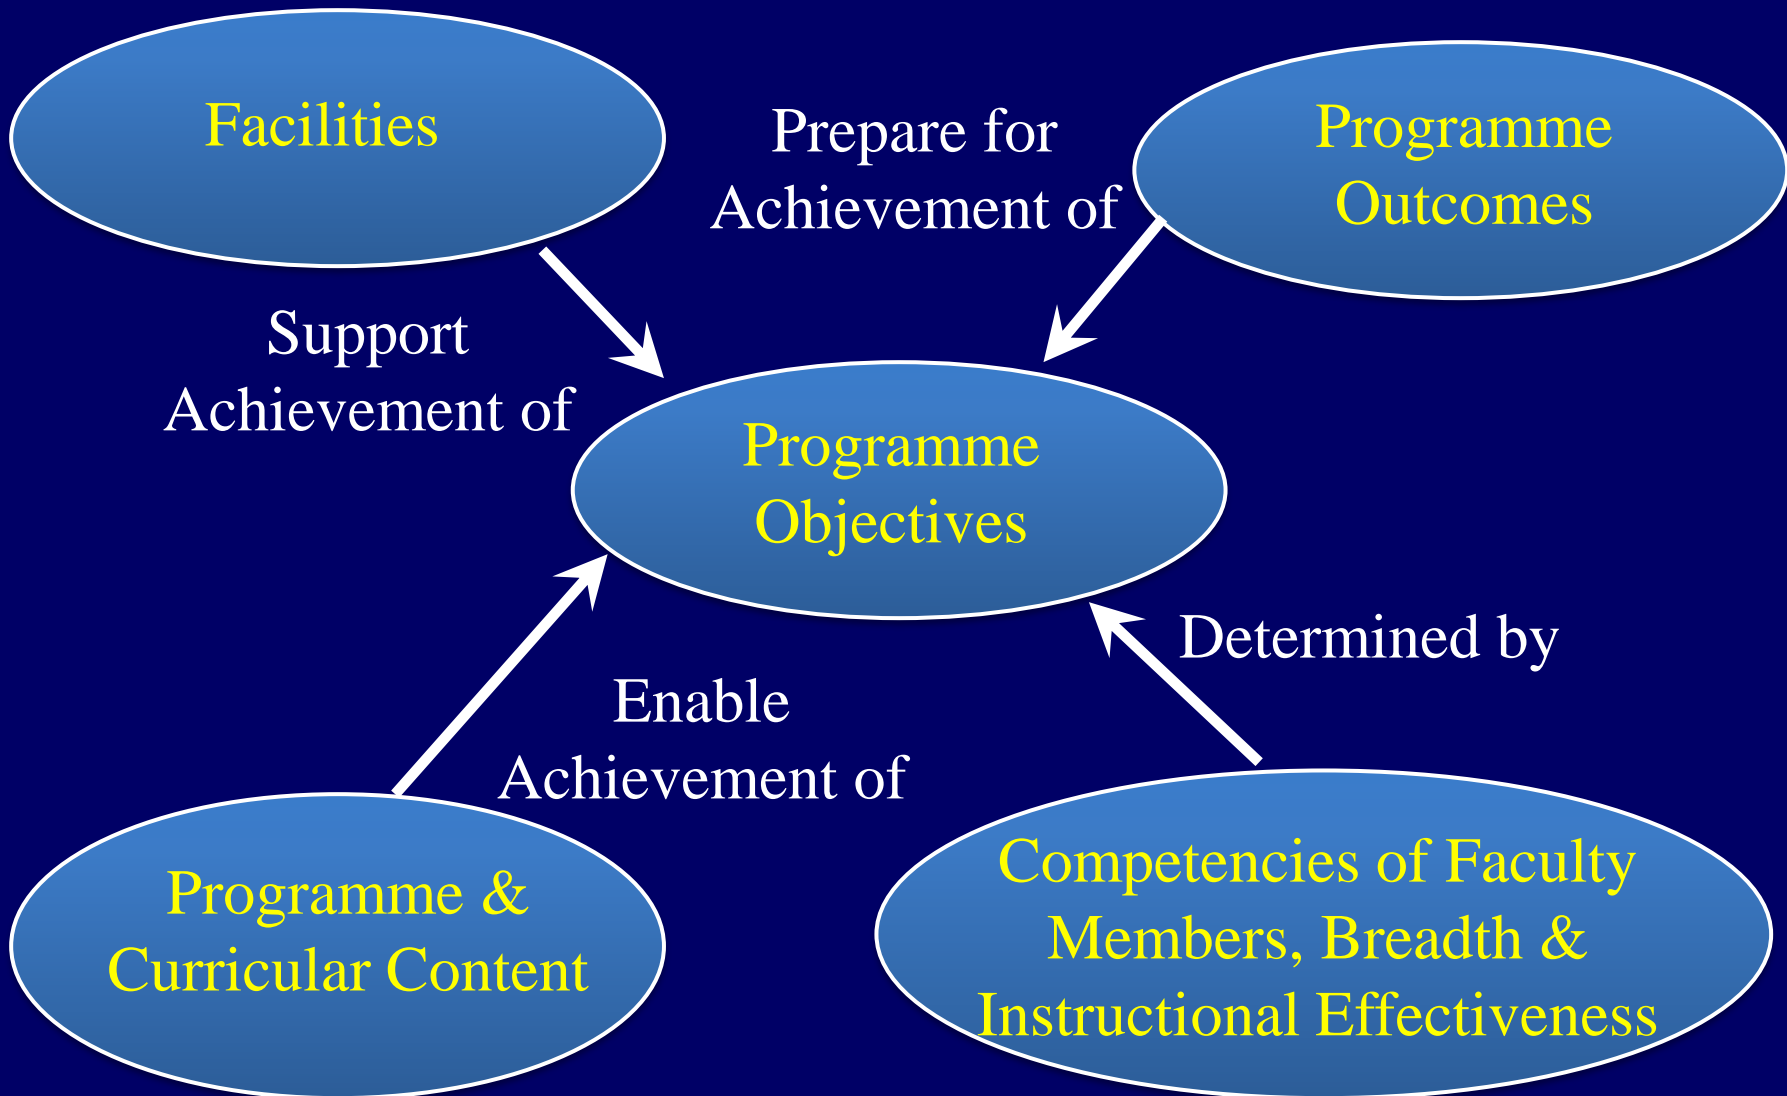 Facilities
Prepare for
Achievement of
Programme
Outcomes
Support
Achievement of
Programme
Objectives
Determined by
Enable
Achievement of
Programme &
Curricular Content
Competencies of Faculty
Members, Breadth &
Instructional Effectiveness